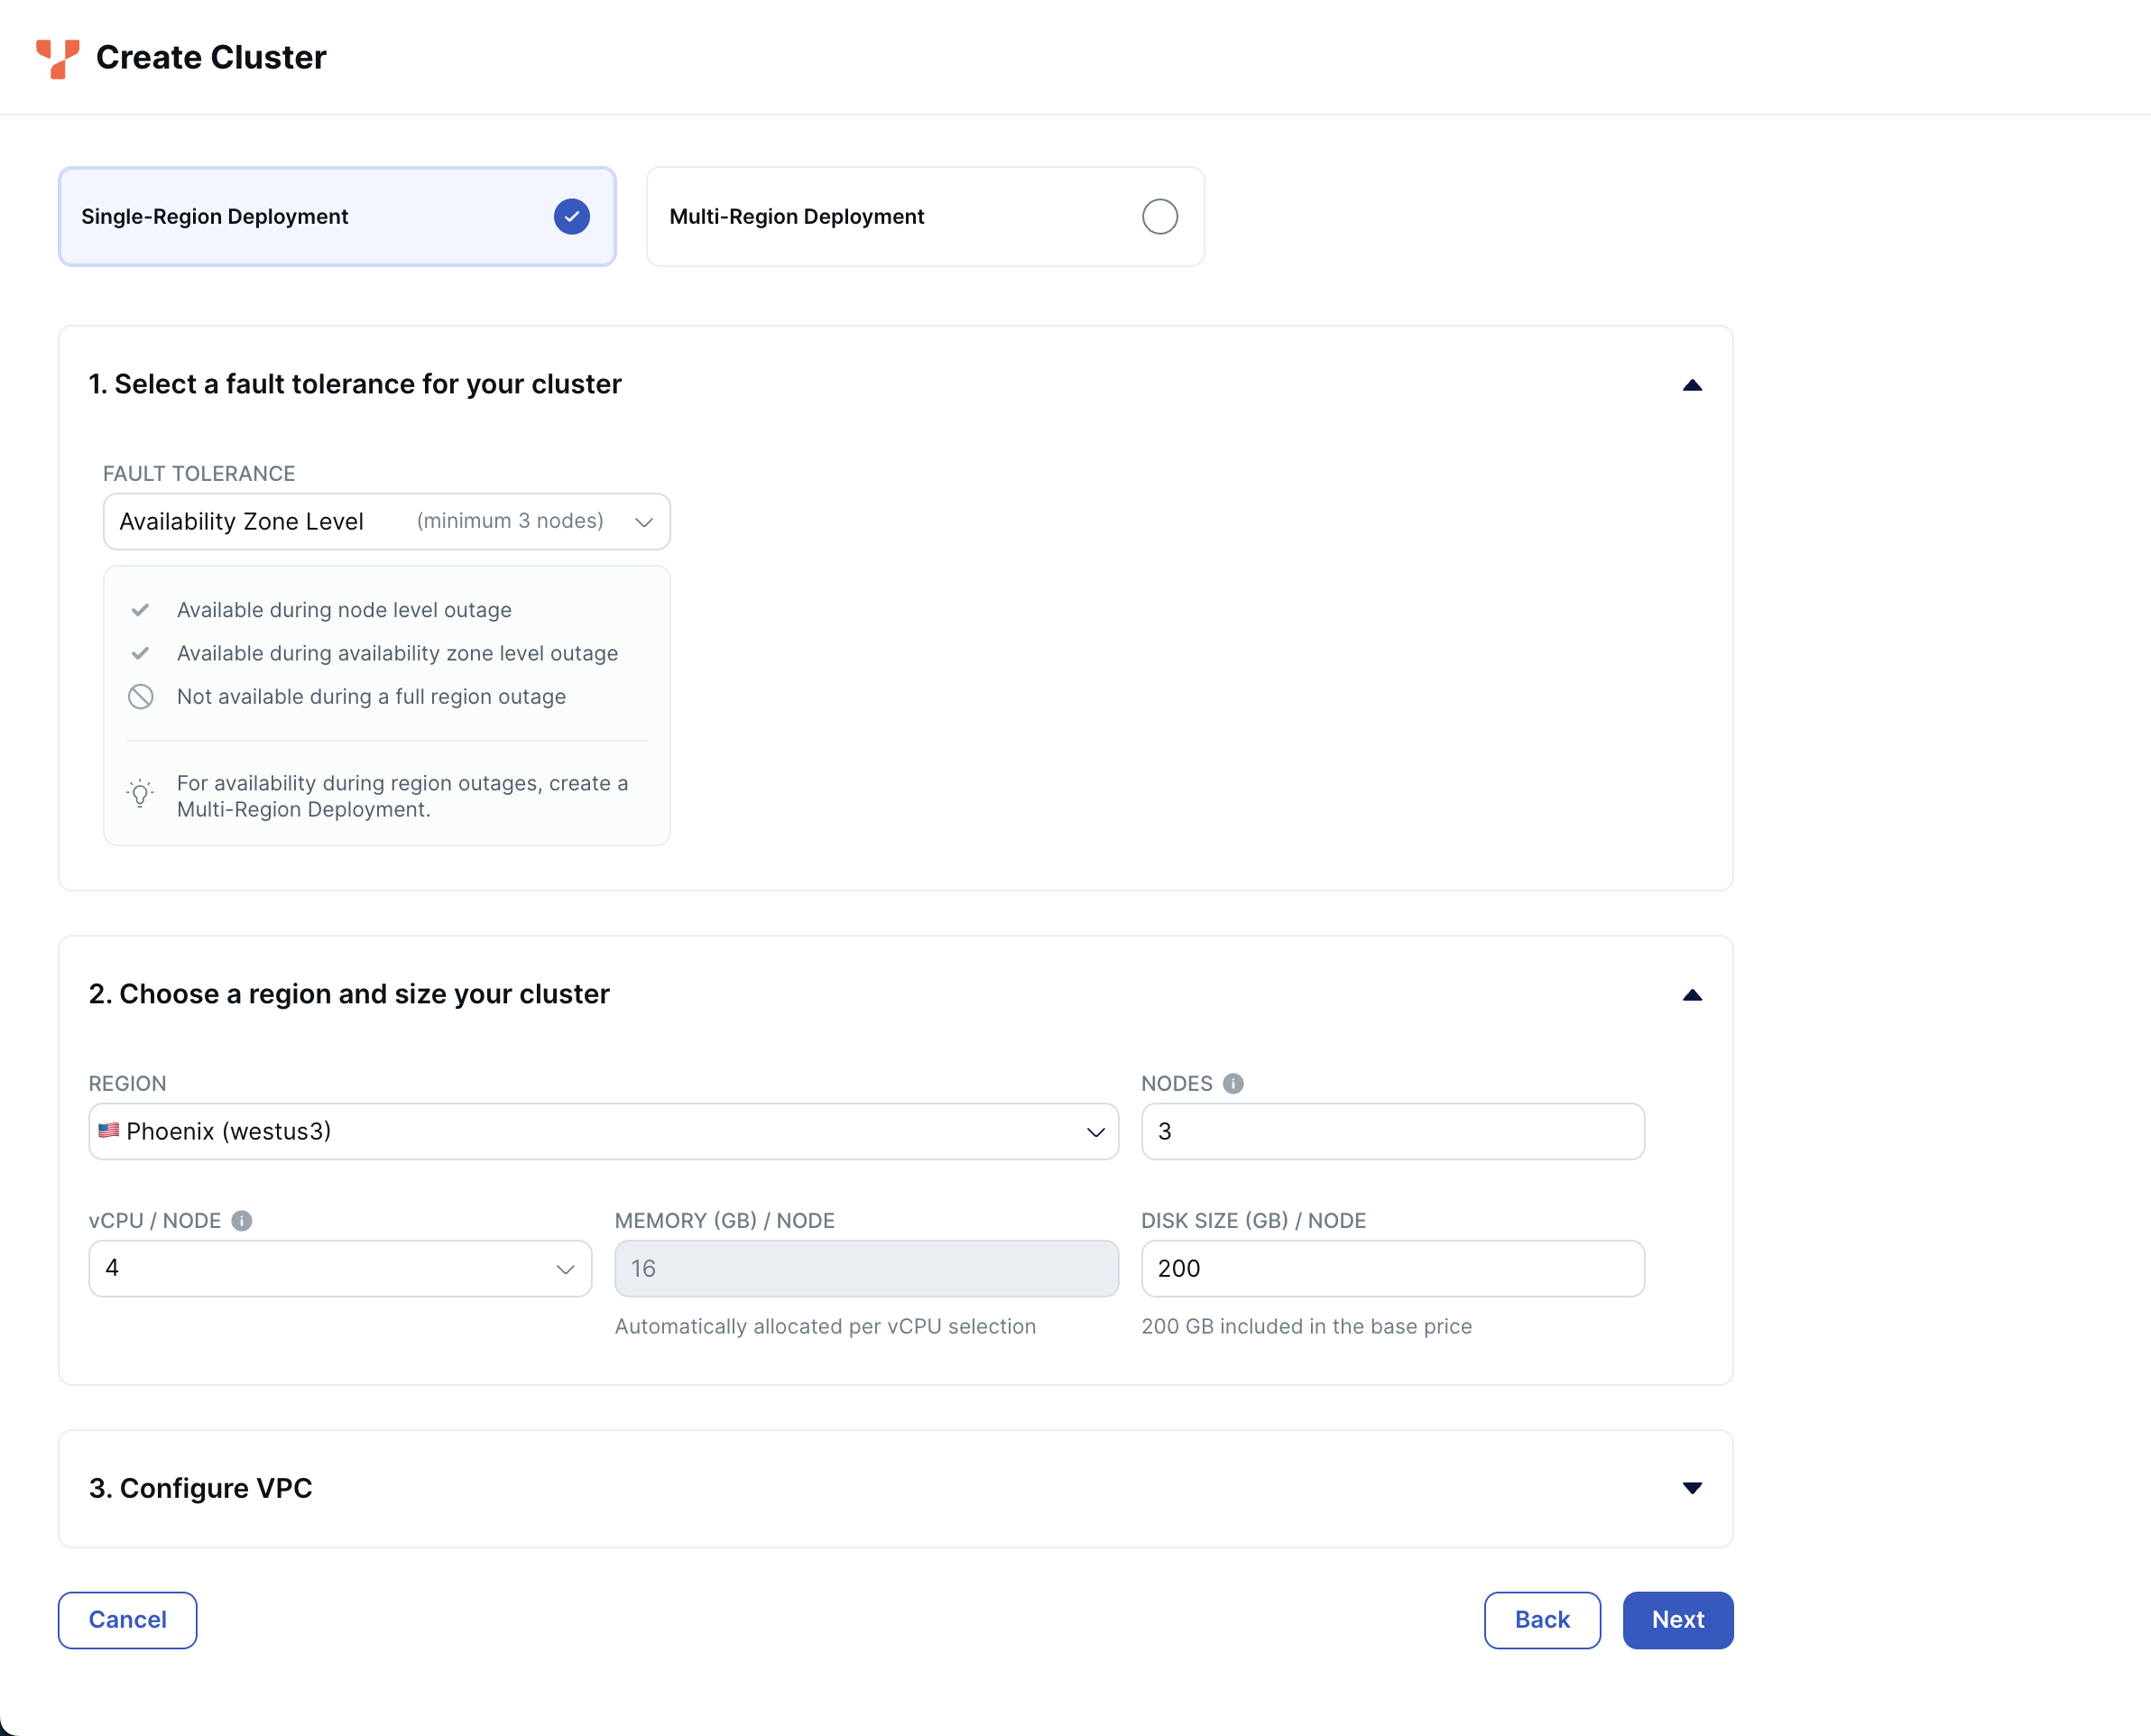 Create Cluster
Single-Region Deployment
Multi-Region Deployment
1. Select a fault tolerance for your cluster
FAULT TOLERANCE
Availability Zone Level (minimum 3 nodes)
Available during node level outage
Available during availability zone level outage
Not available during a full region outage
For availability during region outages, create a
Multi-Region Deployment.
2. Choose a region and size your cluster
REGION
NODES
Phoenix (westus3)
3
vCPU / NODE
MEMORY (GB) / NODE
DISK SIZE (GB) / NODE
4
16
200
Automatically allocated per vCPU selection
200 GB included in the base price
3. Configure VPC
Cancel
Back
Next